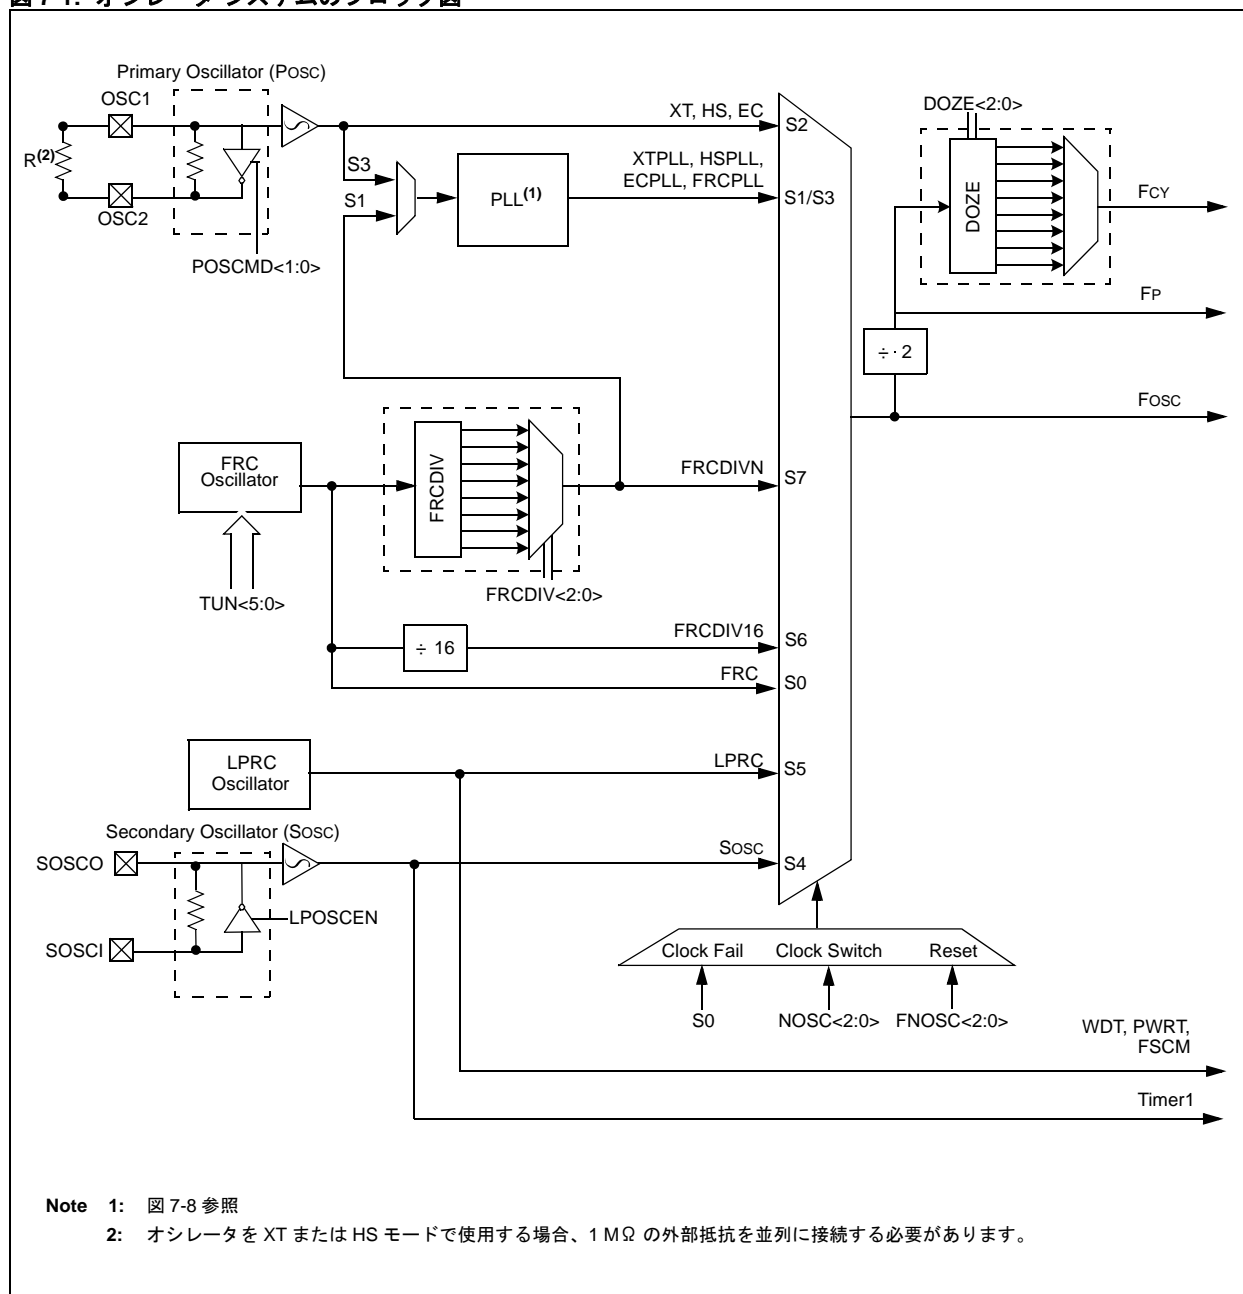 図 7-1: オシレータ システムのブロック図
Primary Oscillator (POSC)
OSC1
R(2)
OSC2
POSCMD<1:0>
S3
S1
PLL(1)
XT, HS, EC
S2
XTPLL, HSPLL,
ECPLL, FRCPLL
S1/S3
DOZE<2:0>
DOZE
FCY
FP
÷ · 2
FOSC
FRC
Oscillator
TUN<5:0>
FRCDIV
FRCDIV<2:0>
FRCDIVN
S7
÷ 16
FRCDIV16
S6
FRC
S0
LPRC
Oscillator
LPRC
S5
Secondary Oscillator (SOSC)
SOSCO
SOSCI
LPOSCEN
SOSC
S4
Clock Fail
Clock Switch
Reset
S0
NOSC<2:0>
FNOSC<2:0>
WDT, PWRT,
FSCM
Timer1
Note 1: 図 7-8 参照
2: オシレータを XT または HS モードで使用する場合、1 MΩ の外部抵抗を並列に接続する必要があります。